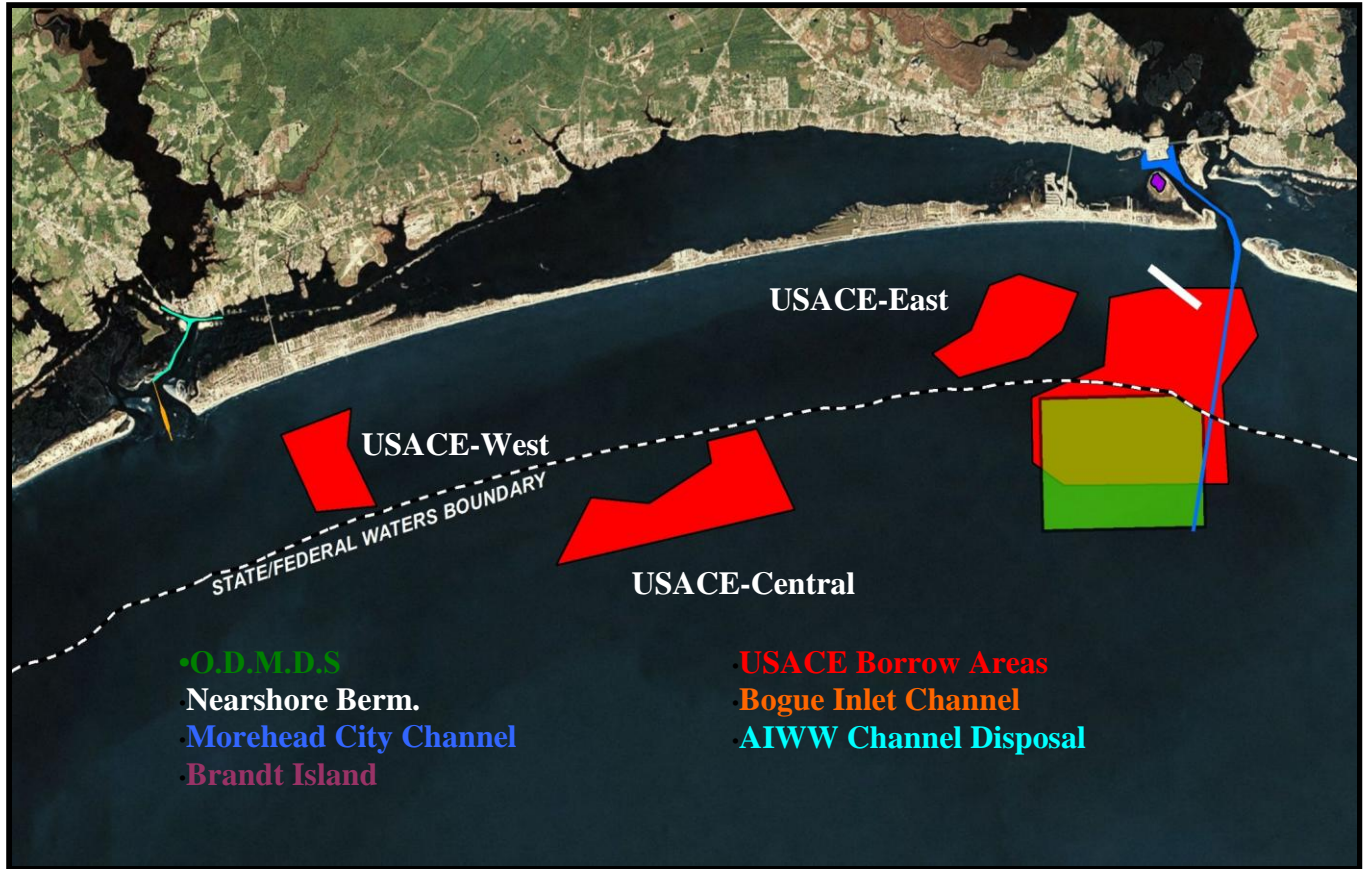 USACE-East
USACE-West
STATE/FEDERAL WATERS BOUNDARY
USACE-Central
•O.D.M.D.S
•Nearshore Berm.
•Morehead City Channel
•Brandt Island
•USACE Borrow Areas
•Bogue Inlet Channel
•AIWW Channel Disposal